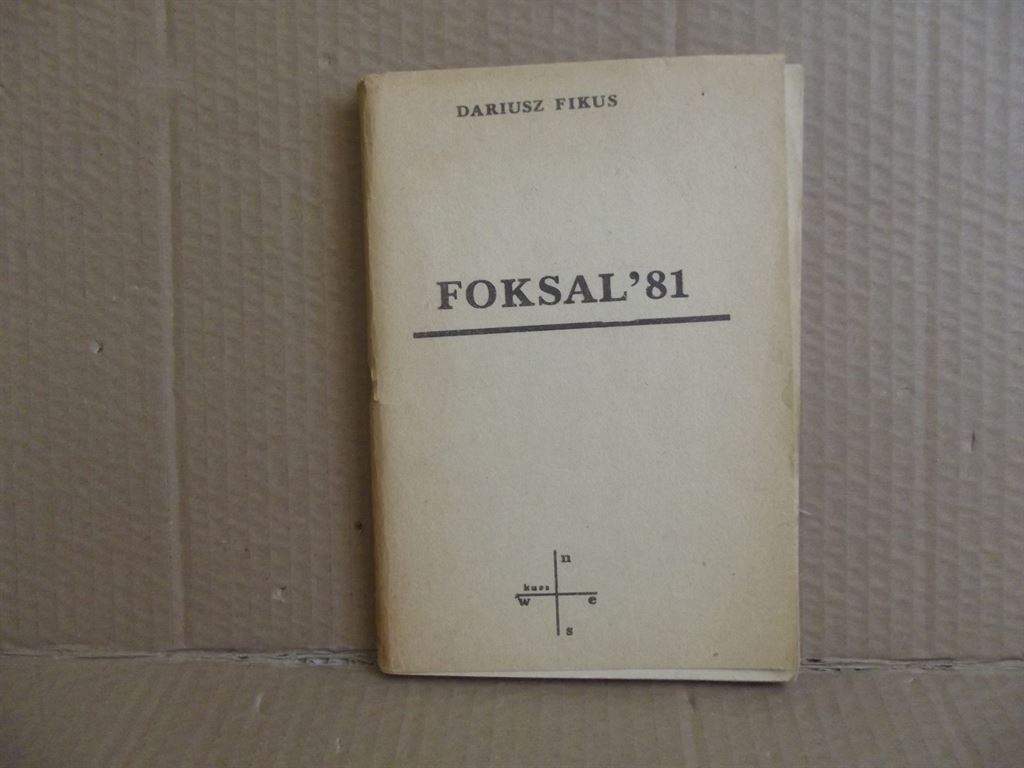 DARIUSZ FIKUS
FOKSAL'81
n
kurs
w e
s